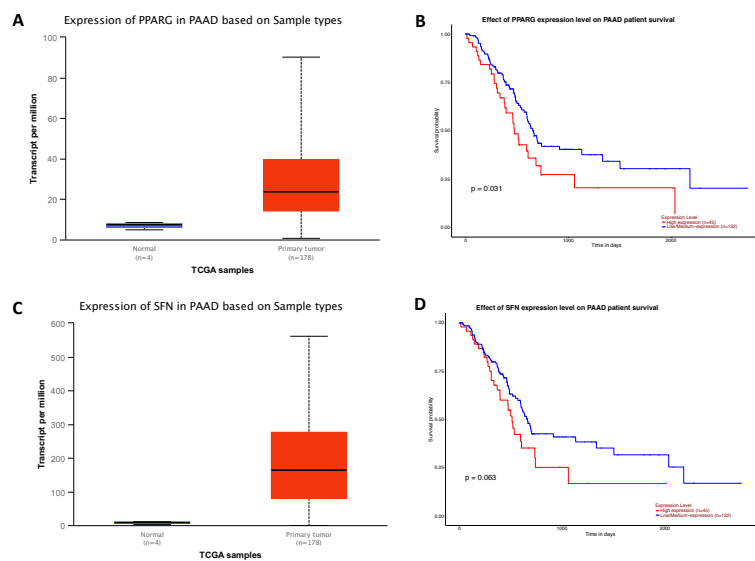 A
Expression of PPARG in PAAD based on Sample types
Transcript per million
100
80
60
40
20
0
Normal
(n=4)
Primary tumor
(n=178)
TCGA samples
B
Effect of PPARG expression level on PAAD patient survival
Survival probability
1.00
0.75
0.50
0.25
0.00
p = 0.031
Expression Level
High expression (n=45)
Low/Medium-expression (n=132)
0
1000
2000
Time in days
C
Expression of SFN in PAAD based on Sample types
Transcript per million
600
500
400
300
200
100
0
Normal
(n=4)
Primary tumor
(n=178)
TCGA samples
D
Effect of SFN expression level on PAAD patient survival
Survival probability
1.00
0.75
0.50
0.25
0.00
p = 0.063
Expression Level
High expression (n=45)
Low/Medium-expression (n=132)
0
1000
2000
Time in days